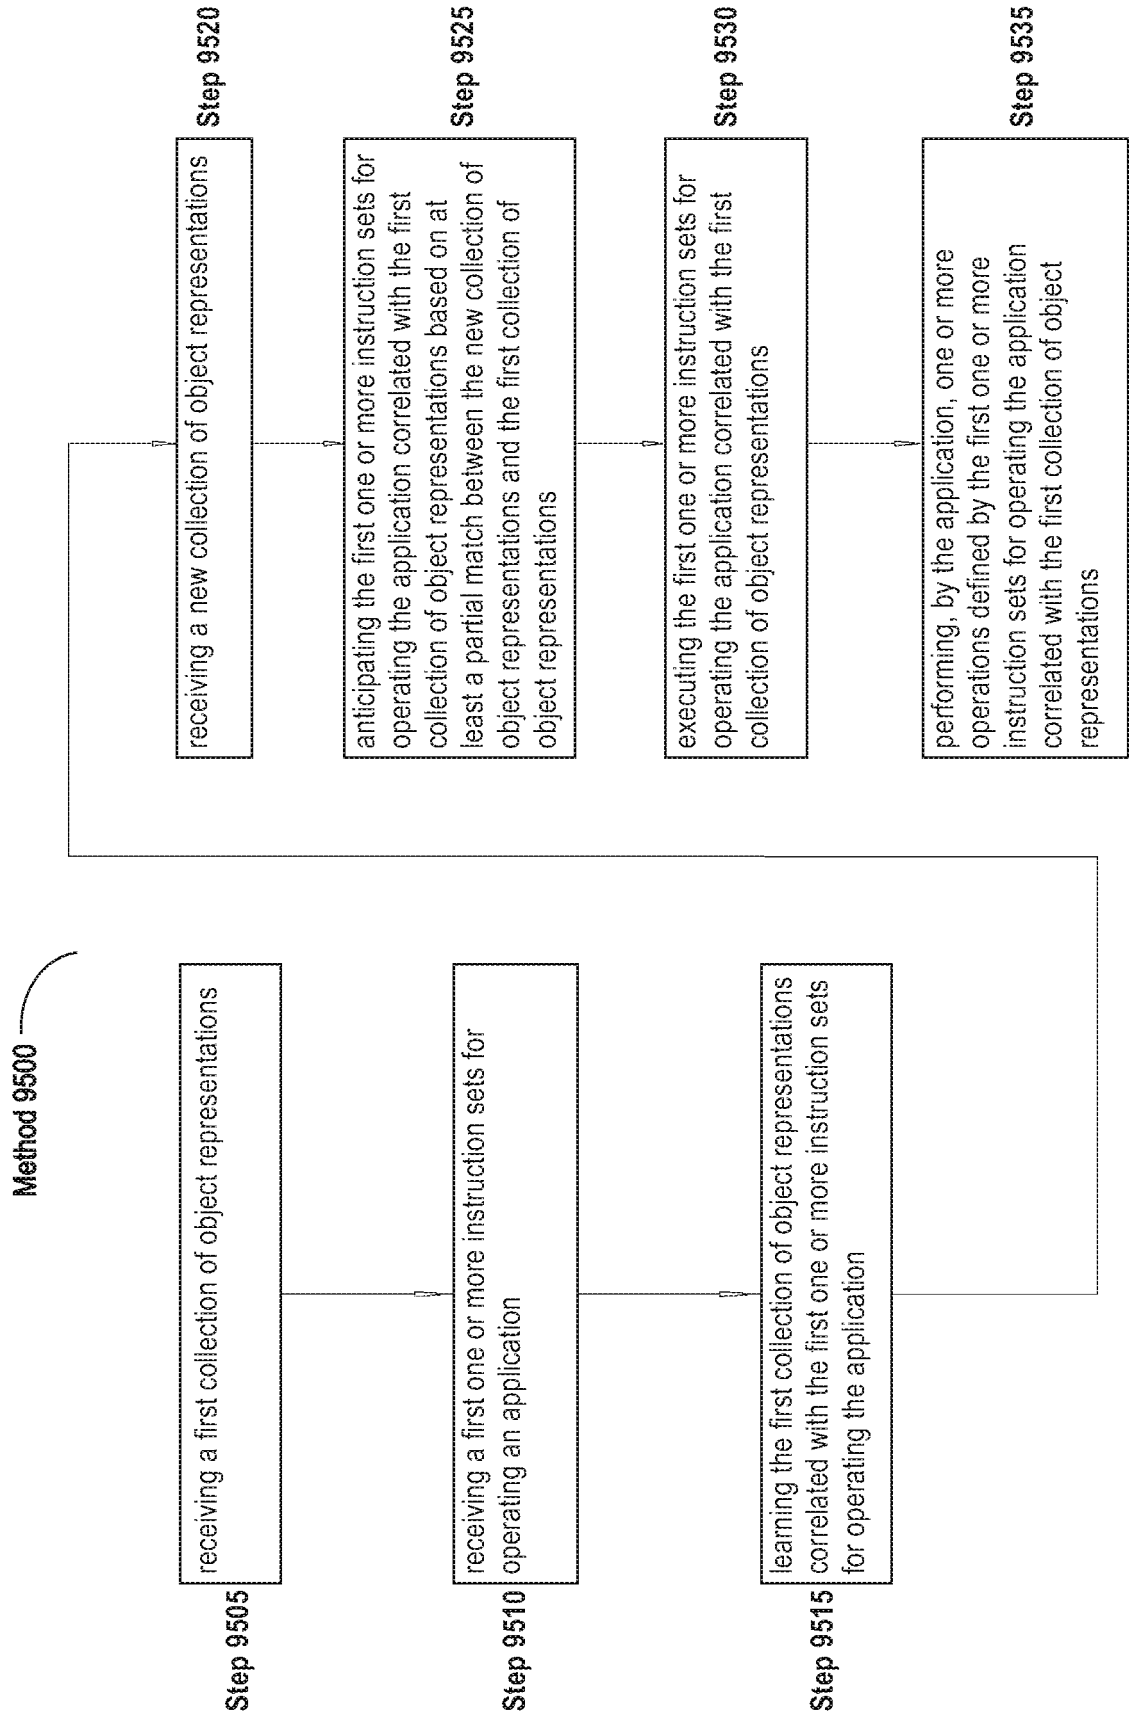 Method 9500
Step 9505
receiving a first collection of object representations
Step 9510
receiving a first one or more instruction sets for
operating an application
Step 9515
learning the first collection of object representations
correlated with the first one or more instruction sets
for operating the application
receiving a new collection of object representations
Step 9520
anticipating the first one or more instruction sets for
operating the application correlated with the first
collection of object representations based on at
least a partial match between the new collection of
object representations and the first collection of
object representations
Step 9525
executing the first one or more instruction sets for
operating the application correlated with the first
collection of object representations
Step 9530
performing, by the application, one or more
operations defined by the first one or more
instruction sets for operating the application
correlated with the first collection of object
representations
Step 9535